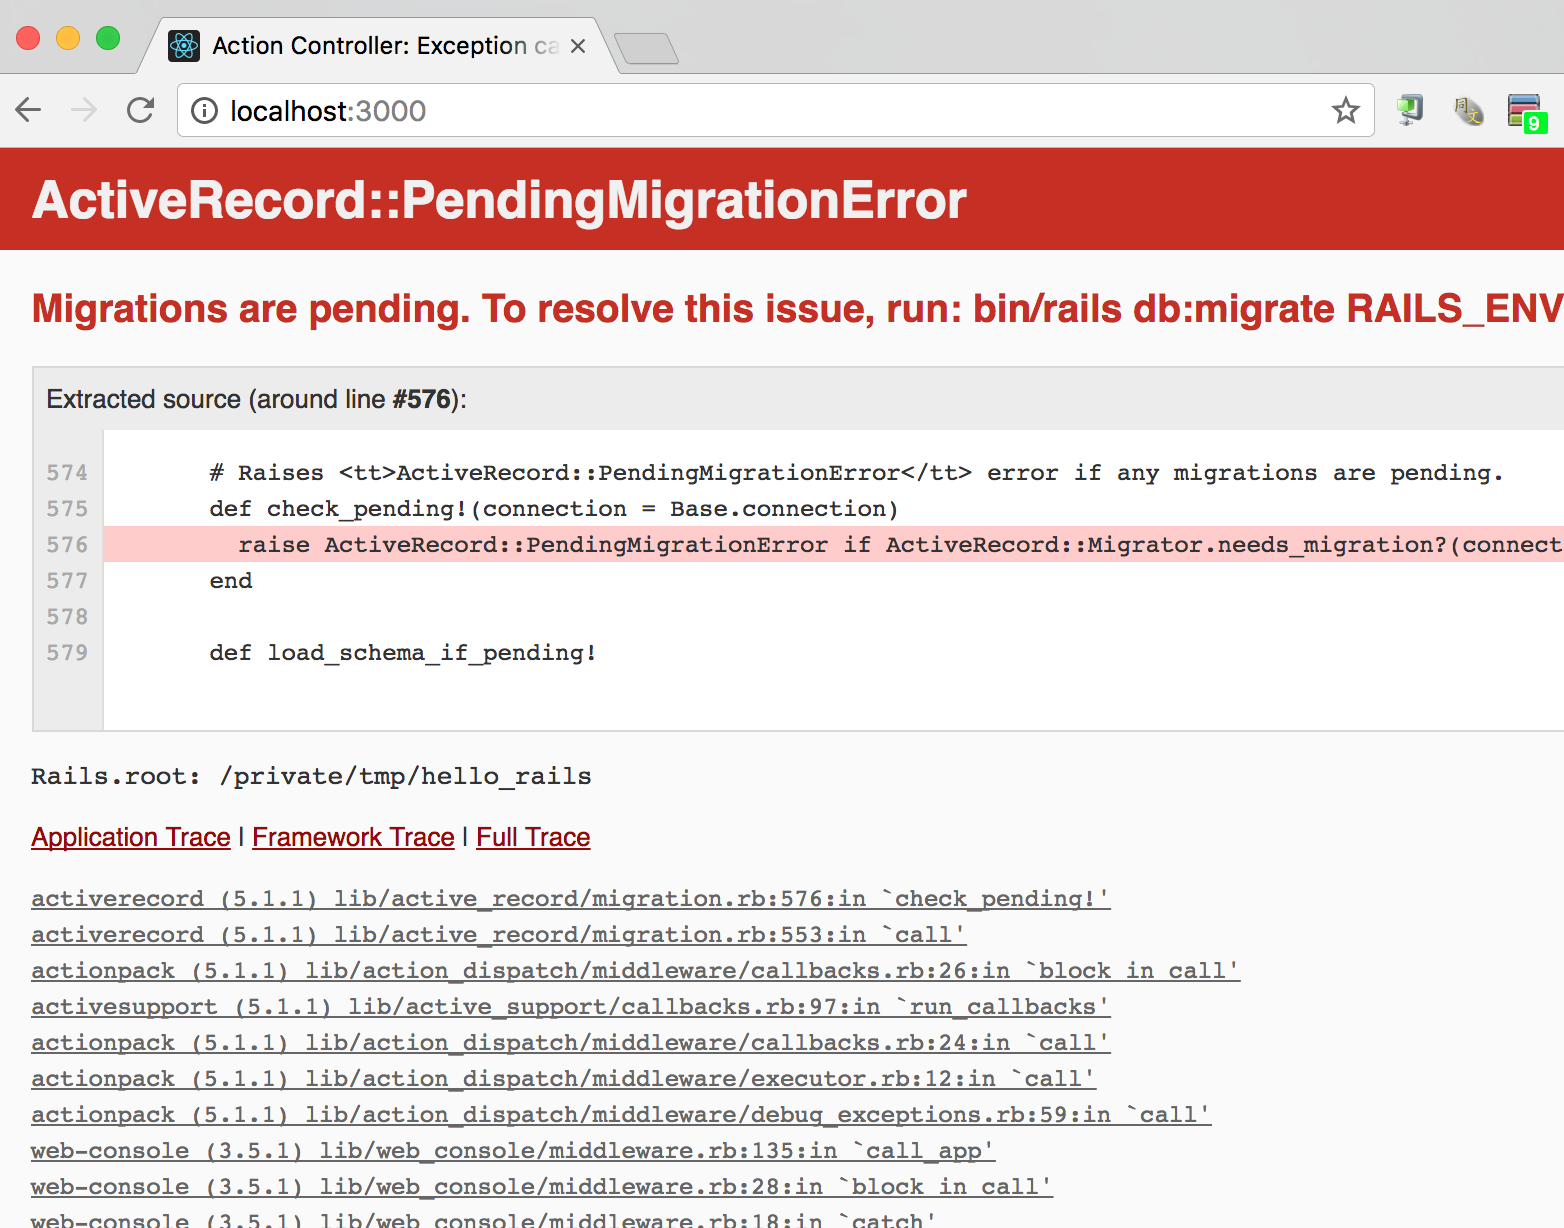 Action Controller: Exception ca
localhost:3000
9
ActiveRecord::PendingMigrationError
Migrations are pending. To resolve this issue, run: bin/rails db:migrate RAILS_ENV
Extracted source (around line #576):
574 # Raises <tt>ActiveRecord::PendingMigrationError</tt> error if any migrations are pending.
575 def check_pending!(connection = Base.connection)
576 raise ActiveRecord::PendingMigrationError if ActiveRecord::Migrator.needs_migration?(connect
577 end
578
579 def load_schema_if_pending!
Rails.root: /private/tmp/hello_rails
Application Trace | Framework Trace | Full Trace
activerecord (5.1.1) lib/active_record/migration.rb:576:in `check_pending!'
activerecord (5.1.1) lib/active_record/migration.rb:553:in `call'
actionpack (5.1.1) lib/action_dispatch/middleware/callbacks.rb:26:in `block in call'
activesupport (5.1.1) lib/active_support/callbacks.rb:97:in `run_callbacks'
actionpack (5.1.1) lib/action_dispatch/middleware/callbacks.rb:24:in `call'
actionpack (5.1.1) lib/action_dispatch/middleware/executor.rb:12:in `call'
actionpack (5.1.1) lib/action_dispatch/middleware/debug_exceptions.rb:59:in `call'
web-console (3.5.1) lib/web_console/middleware.rb:135:in `call_app'
web-console (3.5.1) lib/web_console/middleware.rb:28:in `block in call'
web-console (3.5.1) lib/web_console/middleware.rb:18:in `catch'